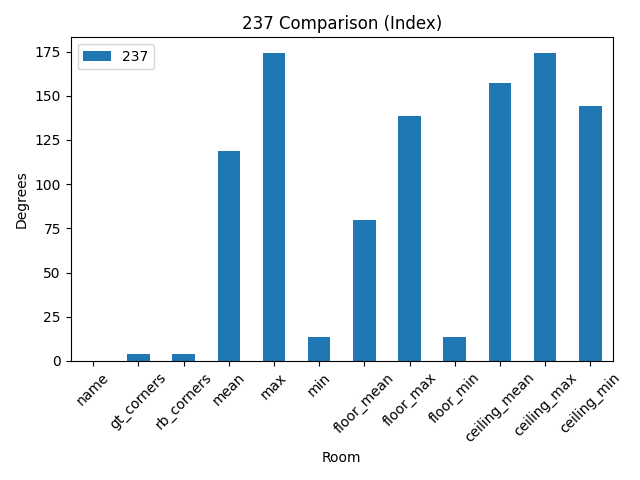 237 Comparison (Index)
237
175
150
125
100
75
50
25
0
Degrees
name
gt_corners
rb_corners
mean
max
min
floor_mean
floor_max
floor_min
ceiling_mean
ceiling_max
ceiling_min
Room